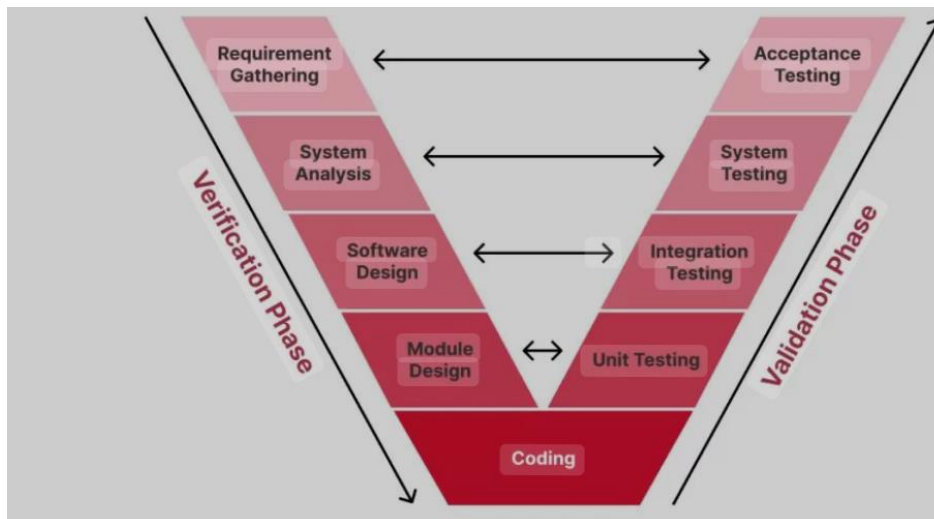 Requirement
Gathering
Acceptance
Testing
System
Analysis
System
Testing
Verification Phase
Software
Design
Integration
Testing
Validation Phase
Module
Design
Unit Testing
Coding